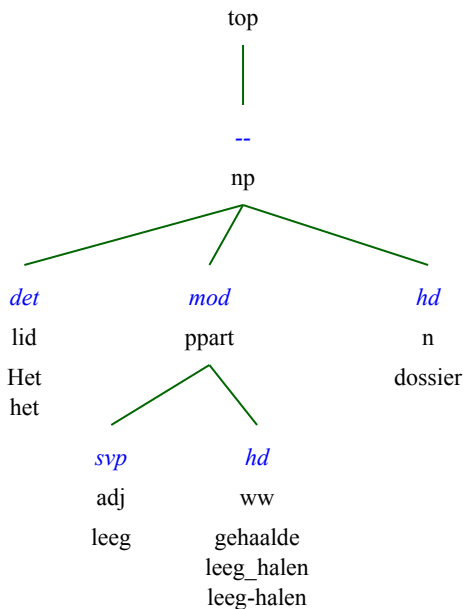 top
--
np
det mod hd
lid ppart n
Het dossier
het
svp hd
adj ww
leeg gehaalde
leeg_halen
leeg-halen